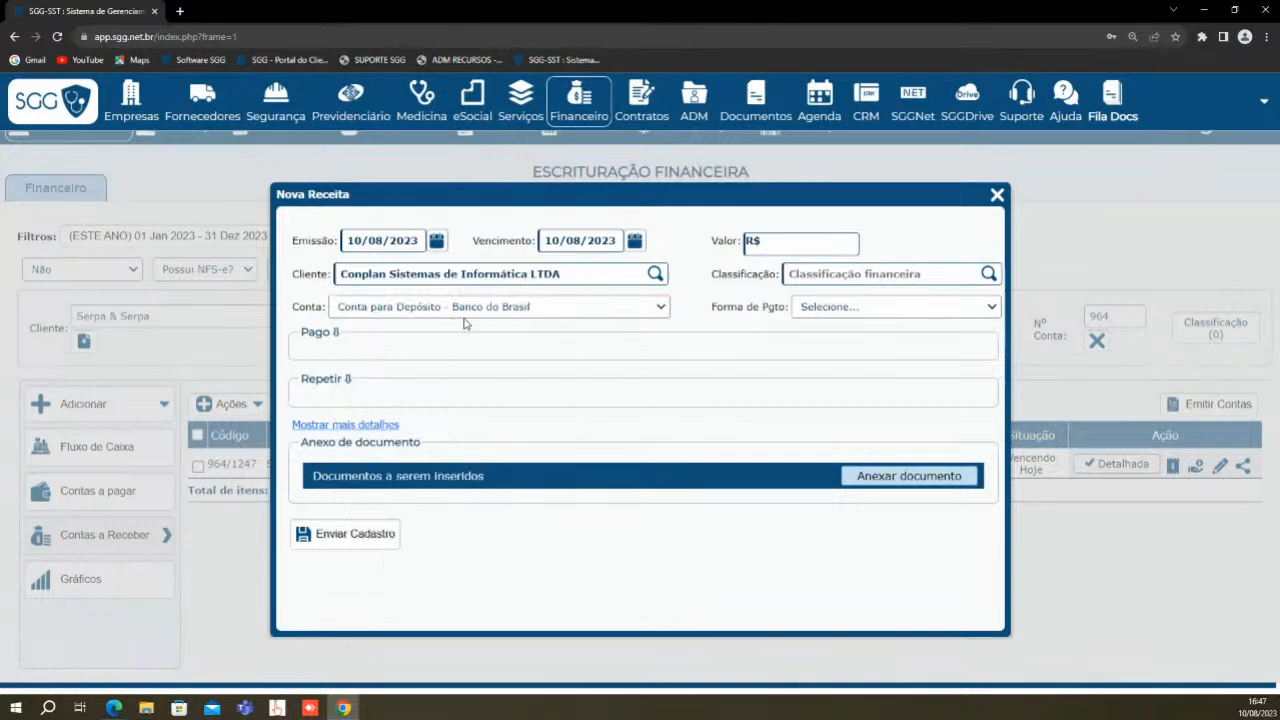 SGG-SST : Sistema de Gerenciam
app.sgg.net.br/index.php?frame=1
Gmail YouTube Maps Software SGG SGG - Portal do Clie... SUPORTE SGG ADM RECURSOS -... SGG-SST : Sistema...
SGG Empresas Fornecedores Segurança Previdenciário Medicina eSocial Serviços Financeiro Contratos ADM Documentos Agenda CRM SGGNet SGGDrive Suporte Ajuda Fila Docs
ESCRITURAÇÃO FINANCEIRA
Financeiro
Nova Receita
Filtros: (ESTE ANO) 01 Jan 2023 - 31 Dez 2023
Emissão: 10/08/2023 Vencimento: 10/08/2023 Valor: R$
Não Possui NFS-e?
Cliente: Conplan Sistemas de Informática LTDA Classificação: Classificação financeira
Conta: Conta para Depósito - Banco do Brasil Forma de Pgto: Selecione...
Cliente: Serpa & Serpa
Nº Conta: 964 Classificação (0)
Pago
Repetir
Adicionar Ações Emitir Contas
Mostrar mais detalhes
Código Situação Ação
Anexo de documento
Fluxo de Caixa
964/1247 Vencendo Hoje Detalhada
Documentos a serem inseridos Anexar documento
Contas a pagar
Total de itens:
Contas a Receber
Enviar Cadastro
Gráficos
16:47
10/08/2023